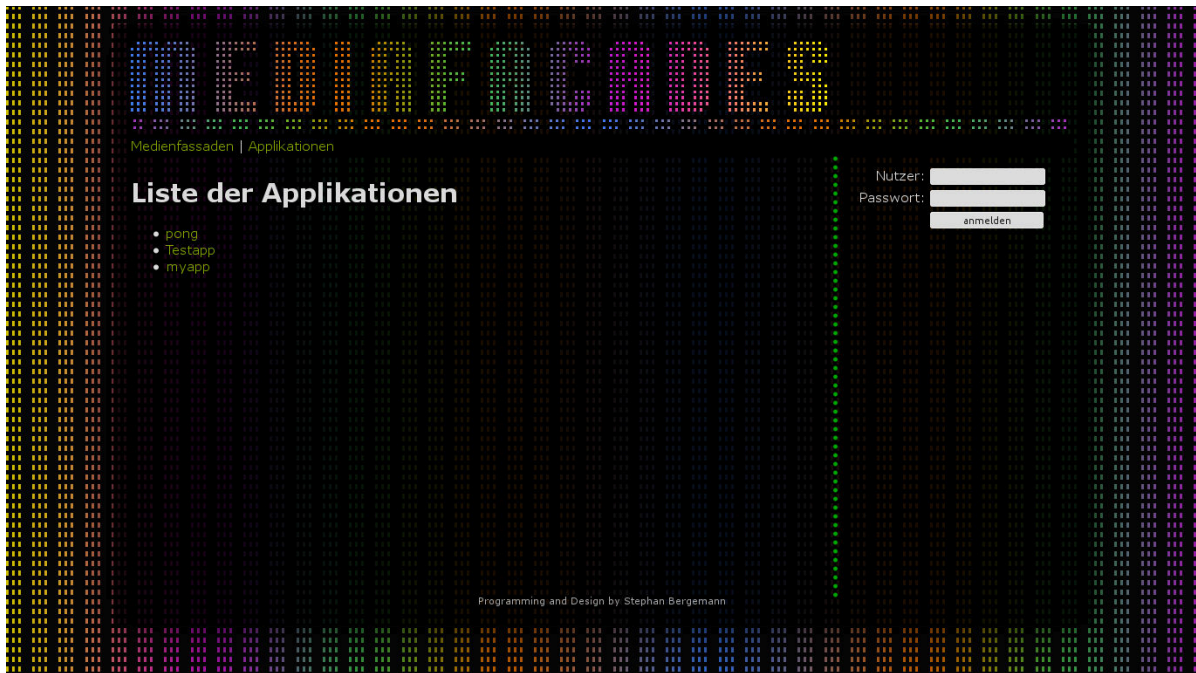 MEDIAFACADES
Medienfassaden | Applikationen
Liste der Applikationen
pong
Testapp
myapp
Nutzer:
Passwort:
anmelden
Programming and Design by Stephan Bergemann